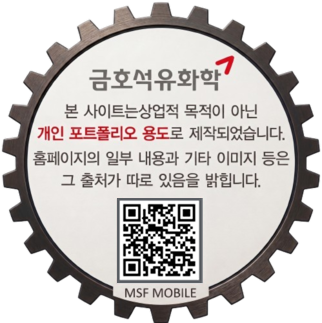 금호석유화학
본 사이트는상업적 목적이 아닌
개인 포트폴리오 용도로 제작되었습니다.
홈페이지의 일부 내용과 기타 이미지 등은
그 출처가 따로 있음을 밝힙니다.
MSF MOBILE